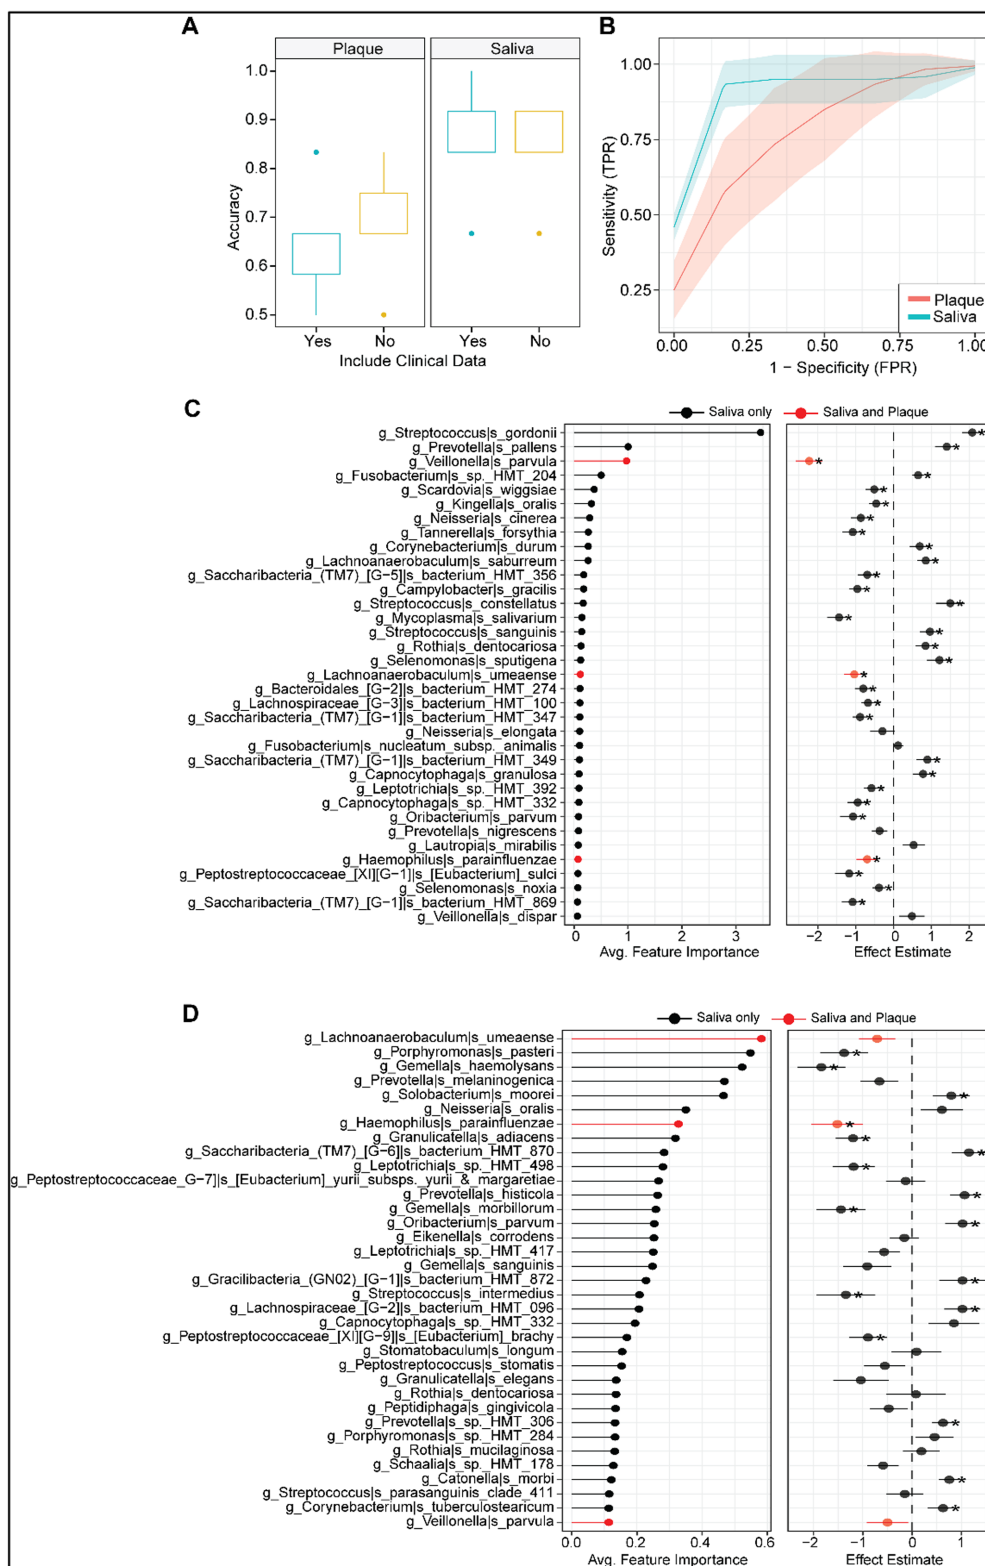 A
Plaque
Saliva
1.0
0.9
0.8
0.7
0.6
0.5
Accuracy
Yes
No
Yes
No
Include Clinical Data
B
1.00
0.75
0.50
0.25
Sensitivity (TPR)
Plaque
Saliva
0.00
0.25
0.50
0.75
1.00
1 − Specificity (FPR)
C
Saliva only
Saliva and Plaque
g_Streptococcus|s_gordonii
g_Prevotella|s_pallens
g_Veillonella|s_parvula
g_Fusobacterium|s_sp._HMT_204
g_Scardovia|s_wiggsiae
g_Kingella|s_oralis
g_Neisseria|s_cinerea
g_Tannerella|s_forsythia
g_Corynebacterium|s_durum
g_Lachnoanaerobaculum|s_saburreum
g_Saccharibacteria_(TM7)_[G−5]|s_bacterium_HMT_356
g_Campylobacter|s_gracilis
g_Streptococcus|s_constellatus
g_Mycoplasma|s_salivarium
g_Streptococcus|s_sanguinis
g_Rothia|s_dentocariosa
g_Selenomonas|s_sputigena
g_Lachnoanaerobaculum|s_umeaense
g_Bacteroidales_[G−2]|s_bacterium_HMT_274
g_Lachnospiraceae_[G−3]|s_bacterium_HMT_100
g_Saccharibacteria_(TM7)_[G−1]|s_bacterium_HMT_347
g_Neisseria|s_elongata
g_Fusobacterium|s_nucleatum_subsp._animalis
g_Saccharibacteria_(TM7)_[G−1]|s_bacterium_HMT_349
g_Capnocytophaga|s_granulosa
g_Leptotrichia|s_sp._HMT_392
g_Capnocytophaga|s_sp._HMT_332
g_Oribacterium|s_parvum
g_Prevotella|s_nigrescens
g_Lautropia|s_mirabilis
g_Haemophilus|s_parainfluenzae
g_Peptostreptococcaceae_[XI][G−1]|s_[Eubacterium]_sulci
g_Selenomonas|s_noxia
g_Saccharibacteria_(TM7)_[G−1]|s_bacterium_HMT_869
g_Veillonella|s_dispar
0 1 2 3
Avg. Feature Importance
−2 −1 0 1 2
Effect Estimate
D
Saliva only
Saliva and Plaque
g_Lachnoanaerobaculum|s_umeaense
g_Porphyromonas|s_pasteri
g_Gemella|s_haemolysans
g_Prevotella|s_melaninogenica
g_Solobacterium|s_moorei
g_Neisseria|s_oralis
g_Haemophilus|s_parainfluenzae
g_Granulicatella|s_adiacens
g_Saccharibacteria_(TM7)_[G−6]|s_bacterium_HMT_870
g_Leptotrichia|s_sp._HMT_498
g_Peptostreptococcaceae_G−7]|s_[Eubacterium]_yurii_subsps._yurii_&_margaretiae
g_Prevotella|s_histicola
g_Gemella|s_morbillorum
g_Oribacterium|s_parvum
g_Eikenella|s_corrodens
g_Leptotrichia|s_sp._HMT_417
g_Gemella|s_sanguinis
g_Gracilibacteria_(GN02)_[G−1]|s_bacterium_HMT_872
g_Streptococcus|s_intermedius
g_Lachnospiraceae_[G−2]|s_bacterium_HMT_096
g_Capnocytophaga|s_sp._HMT_332
g_Peptostreptococcaceae_[XI][G−9]|s_[Eubacterium]_brachy
g_Stomatobaculum|s_longum
g_Peptostreptococcus|s_stomatis
g_Granulicatella|s_elegans
g_Rothia|s_dentocariosa
g_Peptidiphaga|s_gingivicola
g_Prevotella|s_sp._HMT_306
g_Porphyromonas|s_sp._HMT_284
g_Rothia|s_mucilaginosa
g_Schaalia|s_sp._HMT_178
g_Catonella|s_morbi
g_Streptococcus|s_parasanguinis_clade_411
g_Corynebacterium|s_tuberculostearicum
g_Veillonella|s_parvula
0.0 0.2 0.4 0.6
Avg. Feature Importance
−2 −1 0 1
Effect Estimate